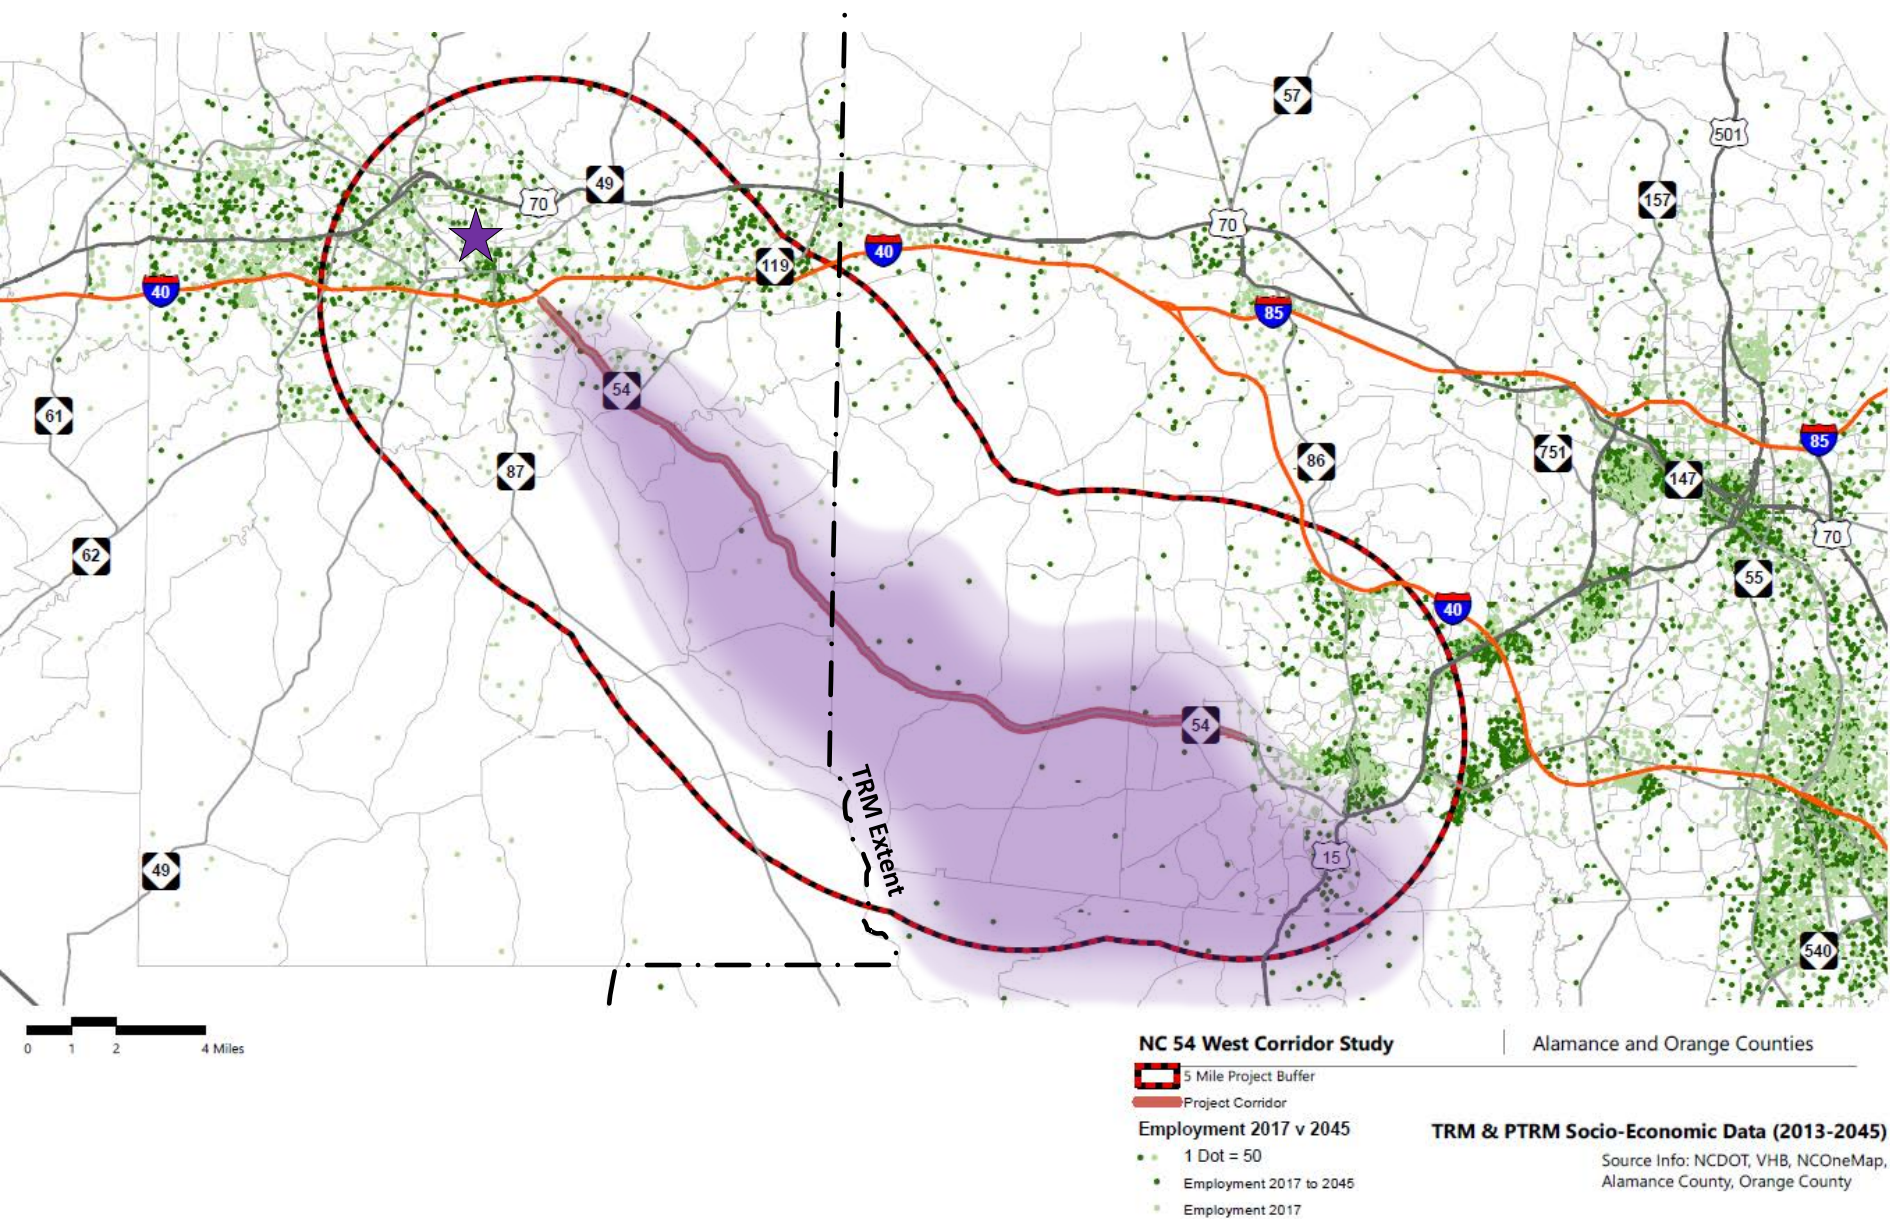 57
501
49
157
70
70
119
40
40
85
54
61
85
86
751
87
147
70
62
55
40
54
TRM Extent
15
49
540
0 1 2 4 Miles
NC 54 West Corridor Study | Alamance and Orange Counties
5 Mile Project Buffer
Project Corridor
Employment 2017 v 2045
TRM & PTRM Socio-Economic Data (2013-2045)
1 Dot = 50
Source Info: NCDOT, VHB, NCOneMap,
Alamance County, Orange County
Employment 2017 to 2045
Employment 2017